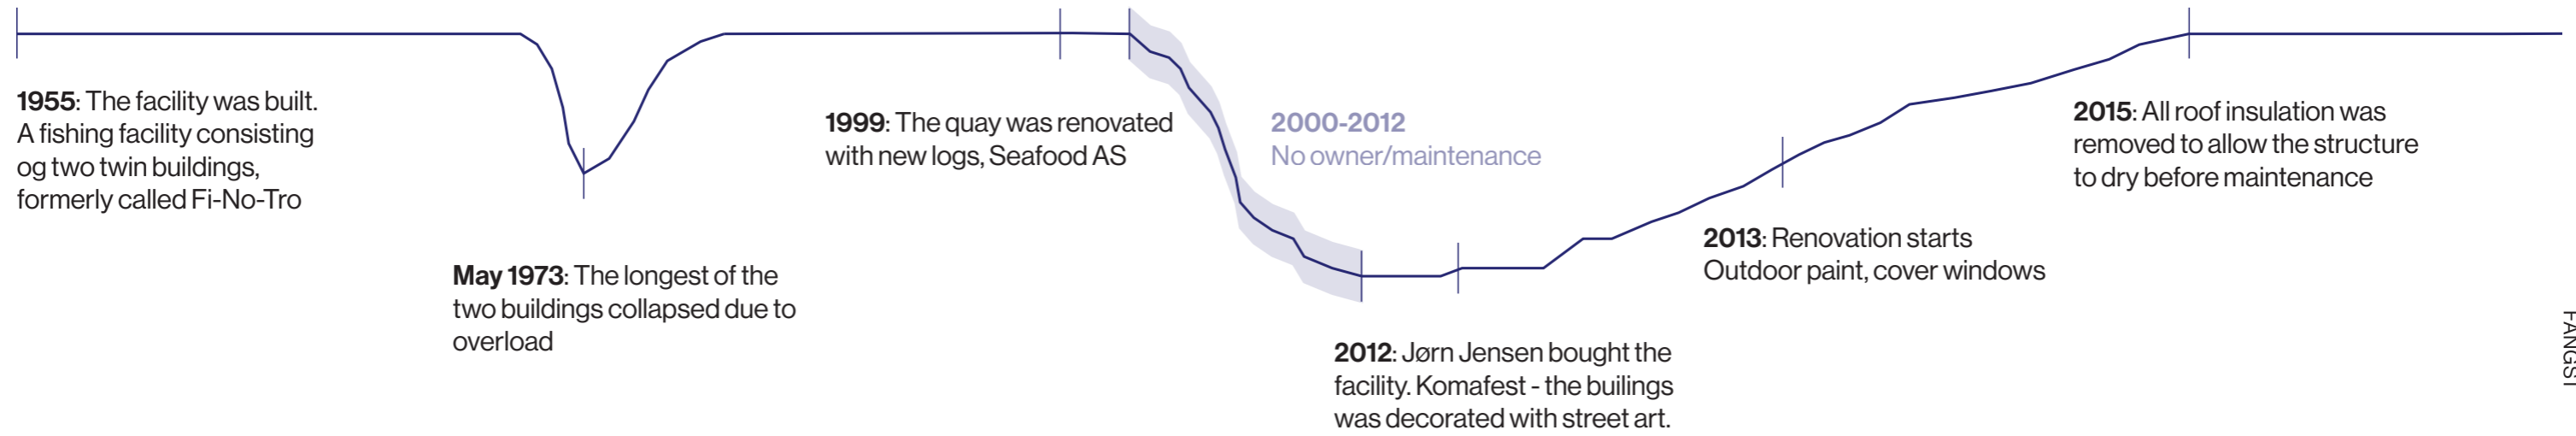 1955: The facility was built.
A fishing facility consisting
og two twin buildings,
formerly called Fi-No-Tro
May 1973: The longest of the
two buildings collapsed due to
overload
1999: The quay was renovated
with new logs, Seafood AS
2000-2012
No owner/maintenance
2012: Jørn Jensen bought the
facility. Komafest - the builings
was decorated with street art.
2013: Renovation starts
Outdoor paint, cover windows
2015: All roof insulation was
removed to allow the structure
to dry before maintenance
FANGST